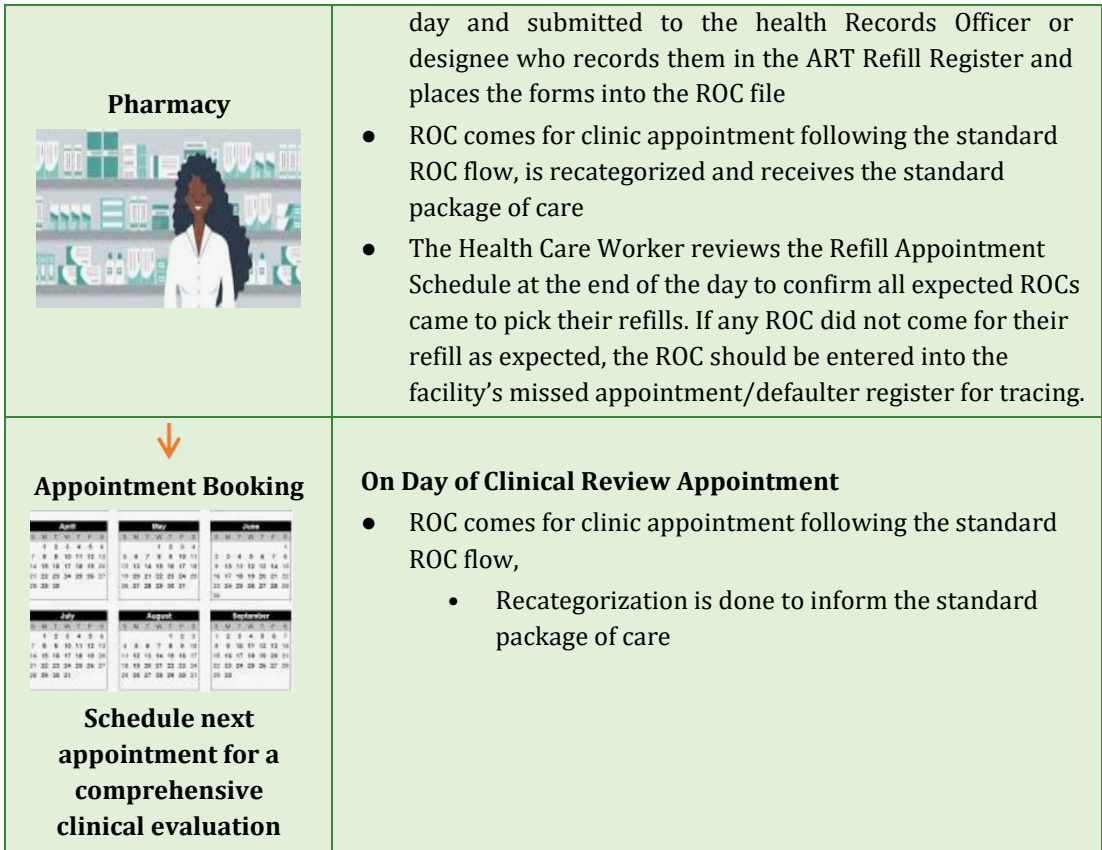 Pharmacy
day and submitted to the health Records Officer or
designee who records them in the ART Refill Register and
places the forms into the ROC file
● ROC comes for clinic appointment following the standard
ROC flow, is recategorized and receives the standard
package of care
● The Health Care Worker reviews the Refill Appointment
Schedule at the end of the day to confirm all expected ROCs
came to pick their refills. If any ROC did not come for their
refill as expected, the ROC should be entered into the
facility’s missed appointment/defaulter register for tracing.
Appointment Booking
April May June
July August September
Schedule next
appointment for a
comprehensive
clinical evaluation
On Day of Clinical Review Appointment
● ROC comes for clinic appointment following the standard
ROC flow,
• Recategorization is done to inform the standard
package of care